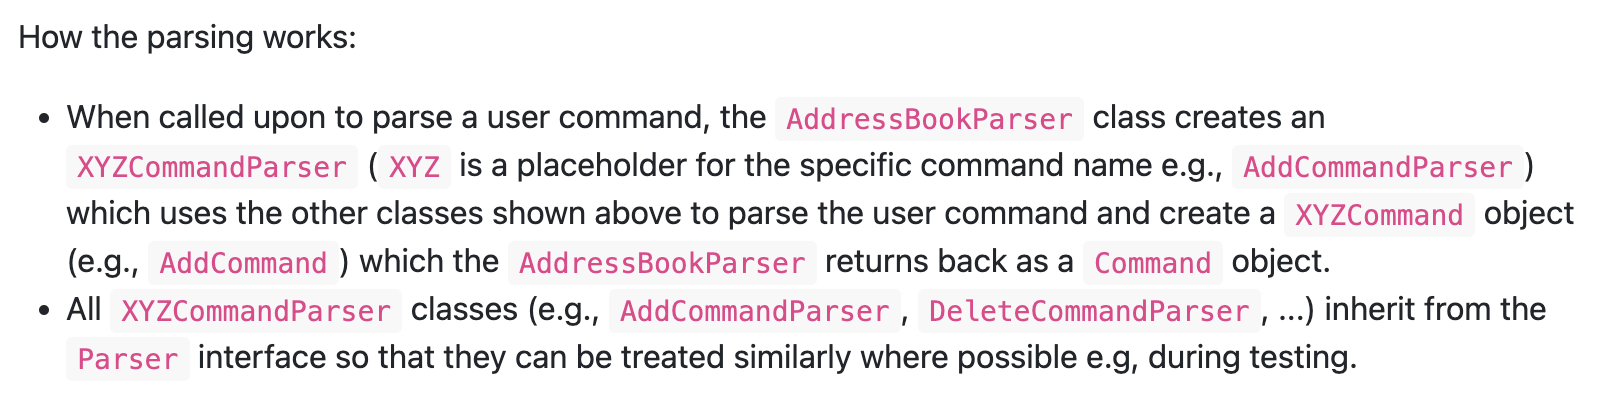 How the parsing works:
• When called upon to parse a user command, the AddressBookParser class creates an
XYZCommandParser ( XYZ is a placeholder for the specific command name e.g., AddCommandParser )
which uses the other classes shown above to parse the user command and create a XYZCommand object
(e.g., AddCommand ) which the AddressBookParser returns back as a Command object.
• All XYZCommandParser classes (e.g., AddCommandParser , DeleteCommandParser , ...) inherit from the
Parser interface so that they can be treated similarly where possible e.g, during testing.